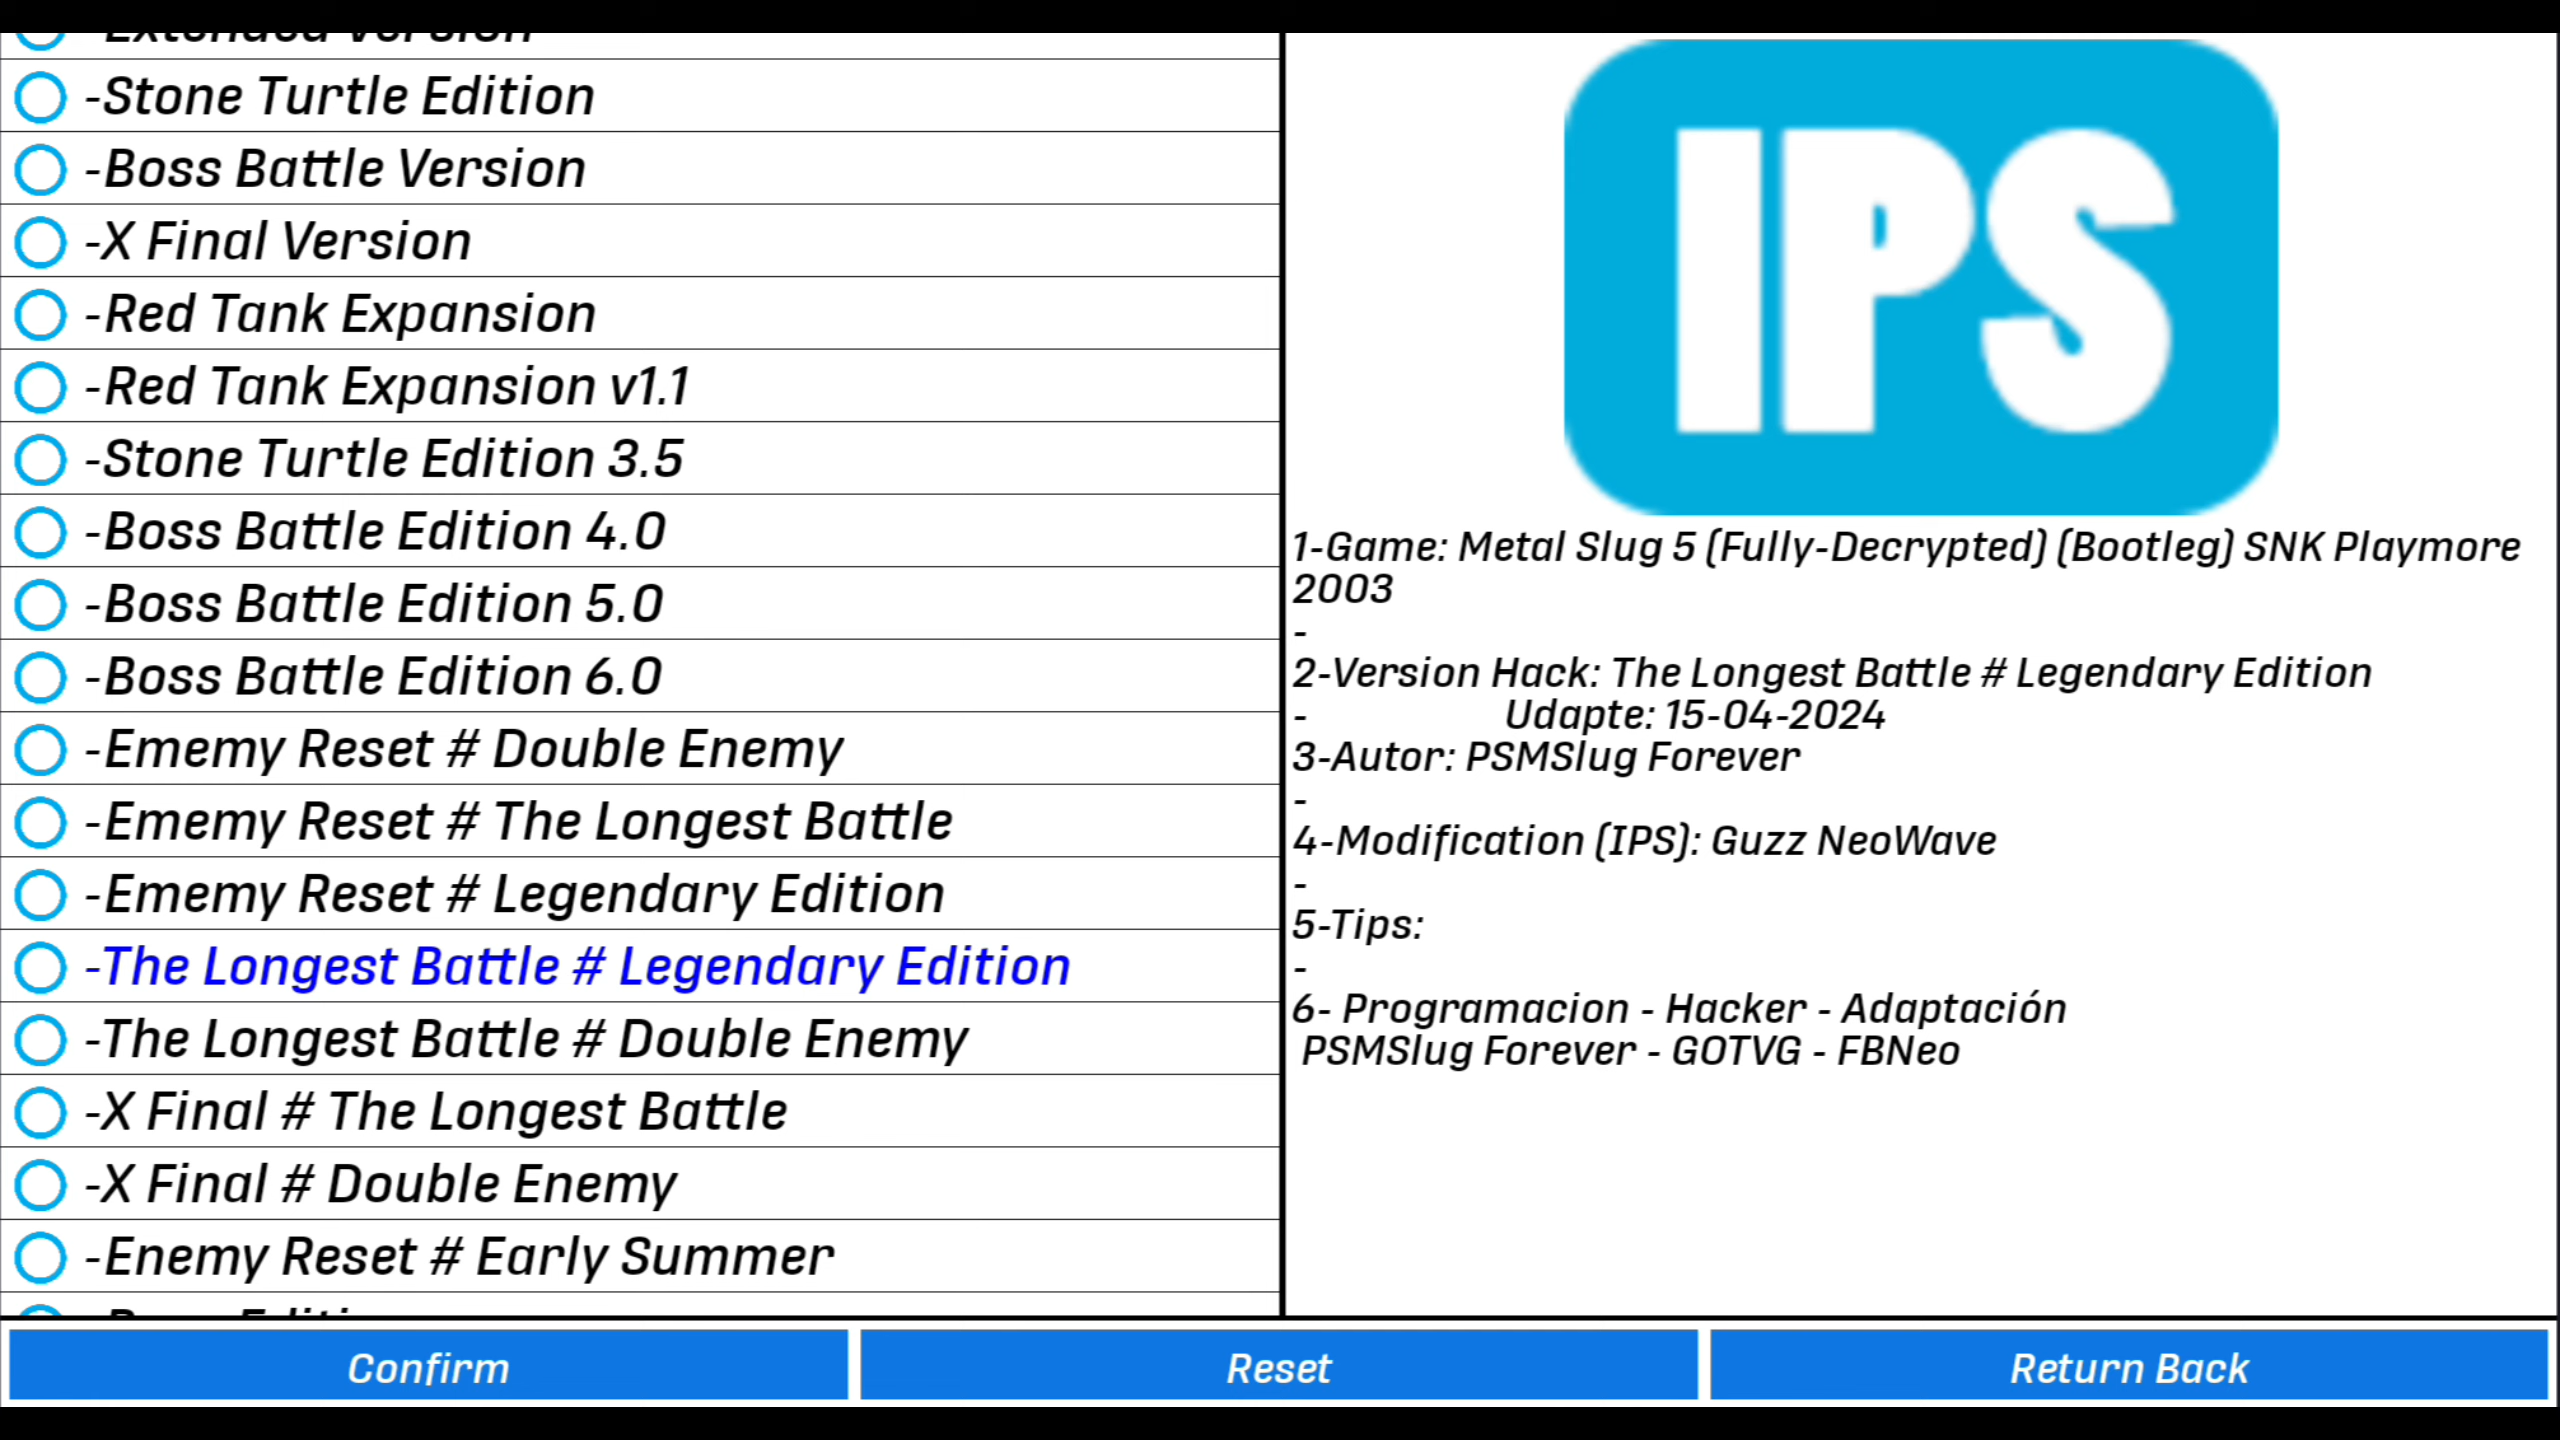 -Extended Version
-Stone Turtle Edition
-Boss Battle Version
-X Final Version
-Red Tank Expansion
-Red Tank Expansion v1.1
-Stone Turtle Edition 3.5
-Boss Battle Edition 4.0
-Boss Battle Edition 5.0
-Boss Battle Edition 6.0
-Ememy Reset # Double Enemy
-Ememy Reset # The Longest Battle
-Ememy Reset # Legendary Edition
-The Longest Battle # Legendary Edition
-The Longest Battle # Double Enemy
-X Final # The Longest Battle
-X Final # Double Enemy
-Enemy Reset # Early Summer
IPS
1-Game: Metal Slug 5 (Fully-Decrypted) (Bootleg) SNK Playmore
2003
-
2-Version Hack: The Longest Battle # Legendary Edition
- Udapte: 15-04-2024
3-Autor: PSMSlug Forever
-
4-Modification (IPS): Guzz NeoWave
-
5-Tips:
-
6- Programacion - Hacker - Adaptación
PSMSlug Forever - GOTVG - FBNeo
Confirm
Reset
Return Back